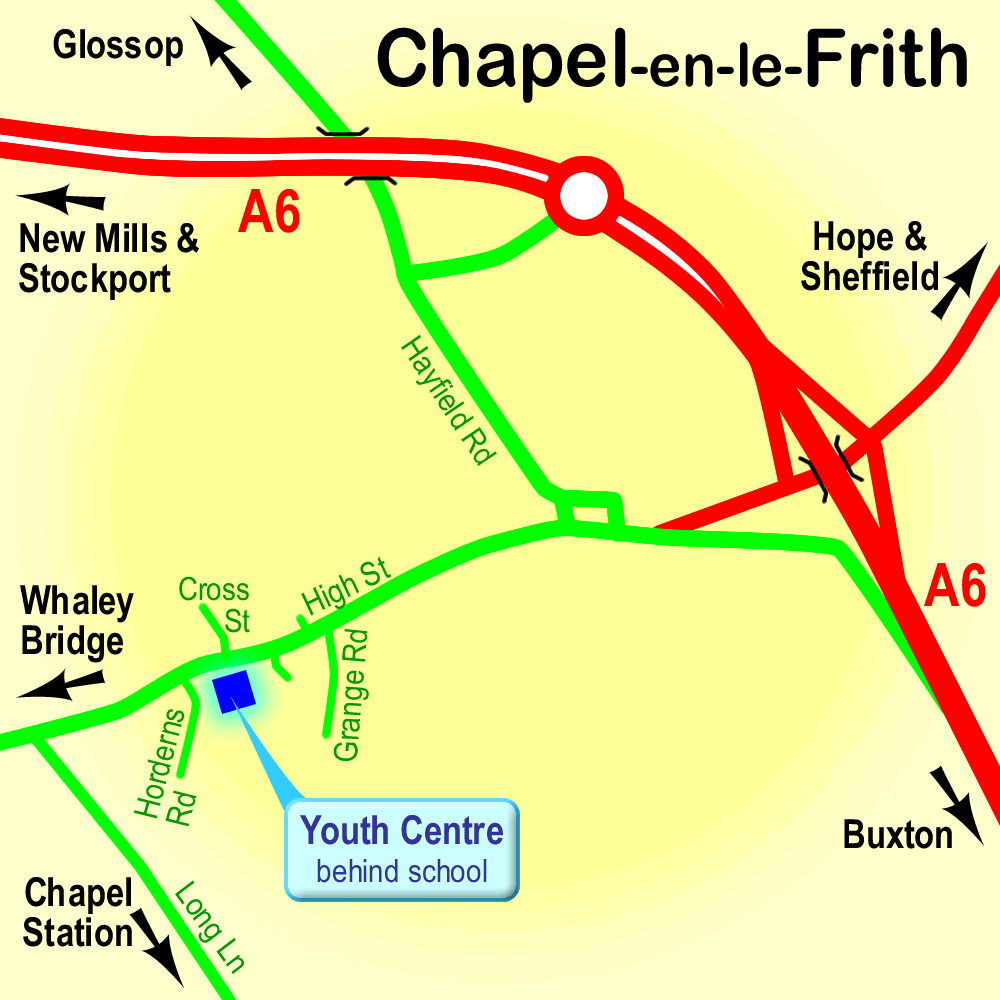 Glossop
Chapel-en-le-Frith
A6
New Mills &
Stockport
Hope &
Sheffield
Hayfield Rd
A6
Whaley
Bridge
Cross
St
High St
Grange Rd
Horderns
Rd
Youth Centre
behind school
Buxton
Chapel
Station
Long Ln